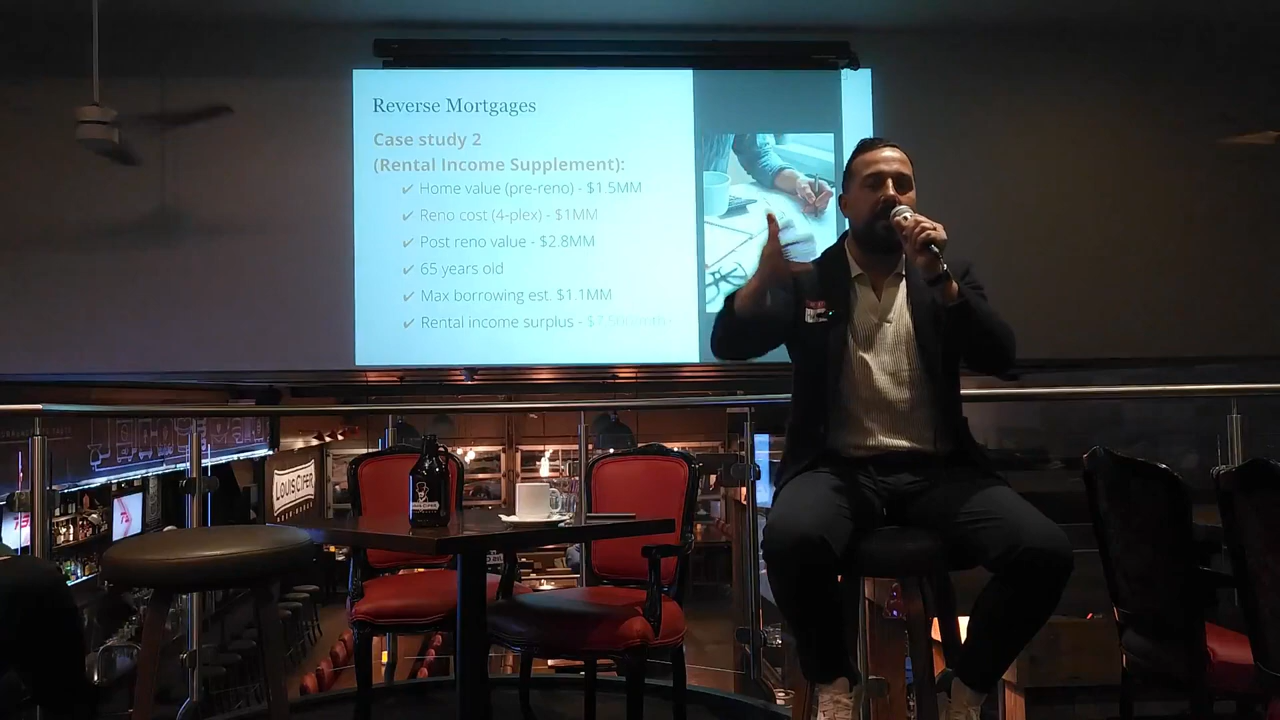 Reverse Mortgages
Case study 2
(Rental Income Supplement):
✔ Home value (pre-reno) - $1.5MM
✔ Reno cost (4-plex) - $1MM
✔ Post reno value - $2.8MM
✔ 65 years old
✔ Max borrowing est. $1.1MM
✔ Rental income surplus -
LOUIS CIFER